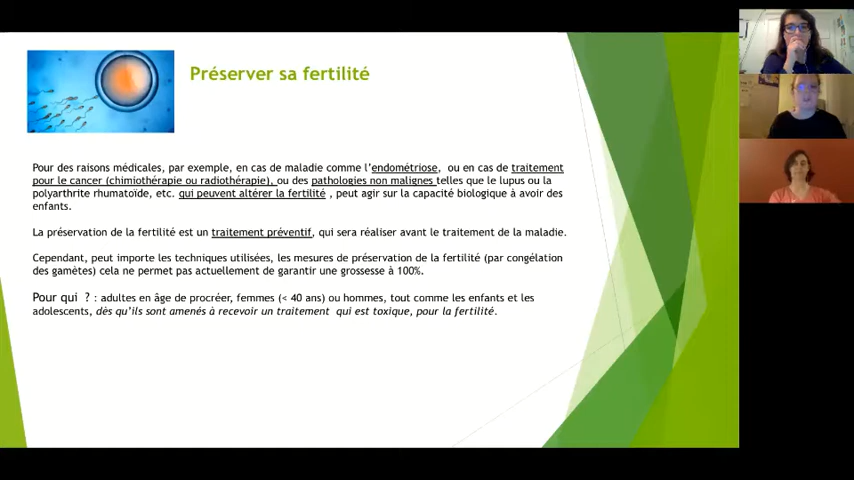 Préserver sa fertilité
Pour des raisons médicales, par exemple, en cas de maladie comme l'endométriose, ou en cas de traitement
pour le cancer (chimiothérapie ou radiothérapie), ou des pathologies non malignes telles que le lupus ou la
polyarthrite rhumatoïde, etc. qui peuvent altérer la fertilité , peut agir sur la capacité biologique à avoir des
enfants.
La préservation de la fertilité est un traitement préventif, qui sera réaliser avant le traitement de la maladie.
Cependant, peut importe les techniques utilisées, les mesures de préservation de la fertilité (par congélation
des gamètes) cela ne permet pas actuellement de garantir une grossesse à 100%.
Pour qui ? : adultes en âge de procréer, femmes (< 40 ans) ou hommes, tout comme les enfants et les
adolescents, dès qu'ils sont amenés à recevoir un traitement qui est toxique, pour la fertilité.